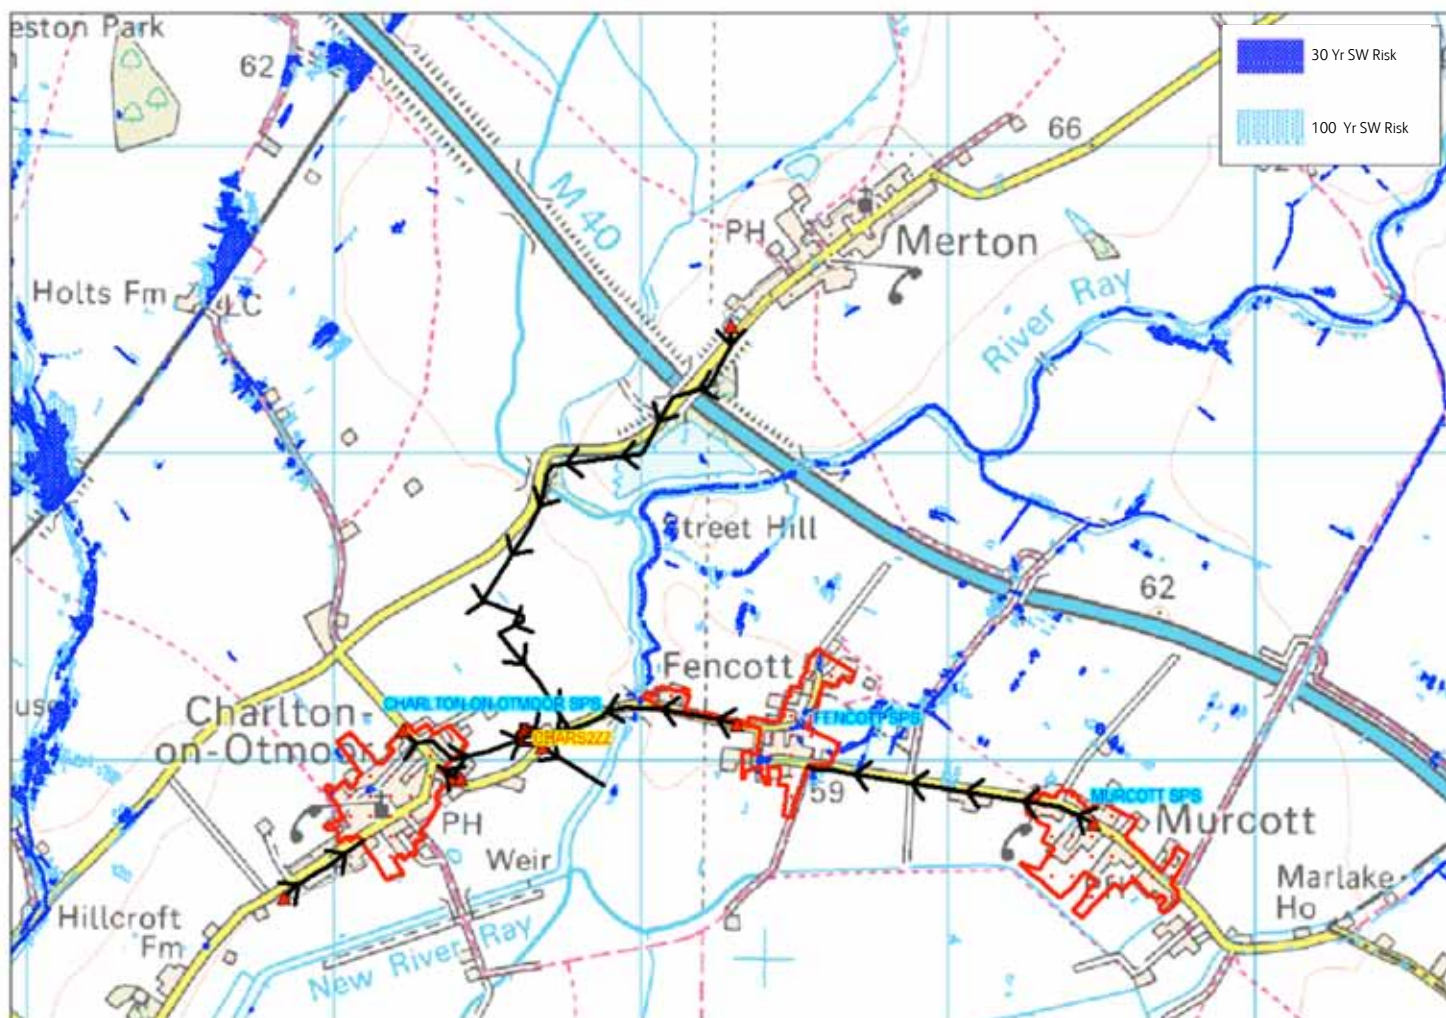 eston Park
62
30 Yr SW Risk
100 Yr SW Risk
66
M 40
PH
Merton
Holts Fm
LC
River Ray
Street Hill
62
Fencott
Charlton-
on-Otmoor
CHARLTON-ON-OTMOOR SPS
CHARS2ZZ
FENCOTT SPS
59
MURCOTT SPS
Murcott
PH
Weir
Marlake
Ho
Hillcroft
Fm
New River Ray